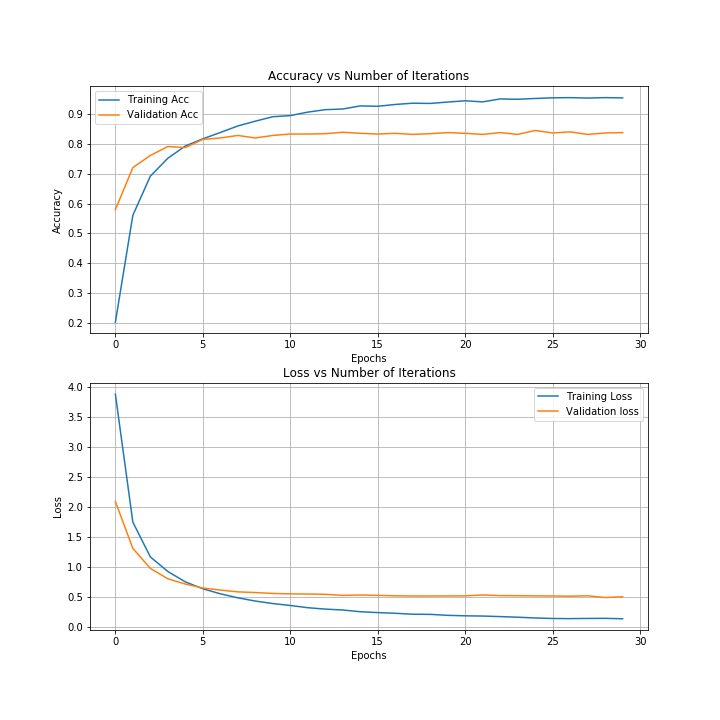 Accuracy vs Number of Iterations
Training Acc
Validation Acc
0.9
0.8
0.7
0.6
0.5
0.4
0.3
0.2
Accuracy
0 5 10 15 20 25 30
Epochs
Loss vs Number of Iterations
Training Loss
Validation loss
4.0
3.5
3.0
2.5
2.0
1.5
1.0
0.5
0.0
Loss
0 5 10 15 20 25 30
Epochs